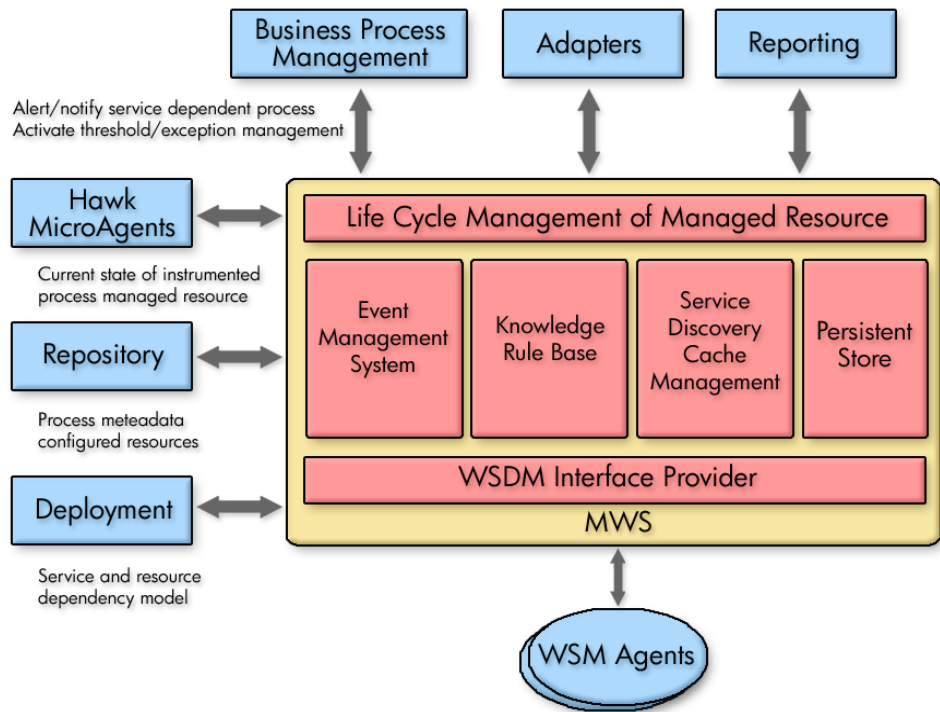 Business Process
Management
Adapters
Reporting
Alert/notify service dependent process
Activate threshold/exception management
Hawk
MicroAgents
Life Cycle Management of Managed Resource
Current state of instrumented
process managed resource
Event
Management
System
Knowledge
Rule Base
Service
Discovery
Cache
Management
Persistent
Store
Repository
Process meteadata
configured resources
WSDM Interface Provider
Deployment
MWS
Service and resource
dependency model
WSM Agents